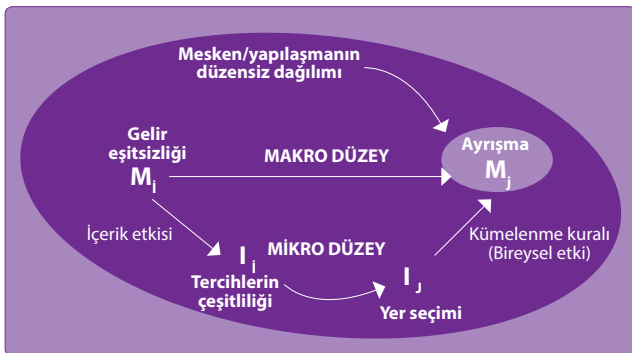 Mesken/yapılaşmanın
düzensiz dağılımı
Gelir
eşitsizliği
Mİ
MAKRO DÜZEY
Ayrışma
Mj
İçerik etkisi
Iİ
MİKRO DÜZEY
Tercihlerin
çeşitliliği
IJ
Yer seçimi
Kümelenme kuralı
(Bireysel etki)